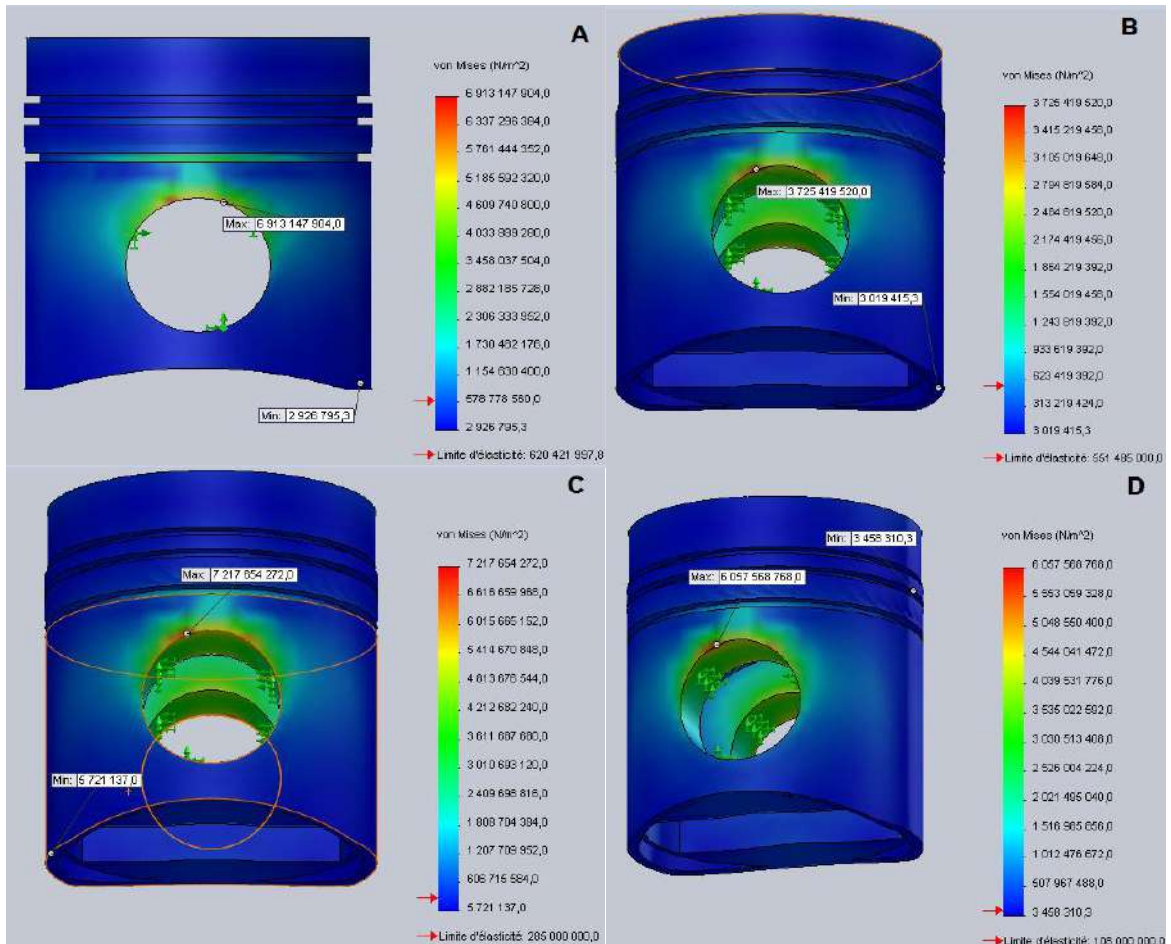 A
von Mises (N/m^2)
6 913 147 904,0
6 337 296 384,0
5 761 444 352,0
5 185 592 320,0
4 609 740 800,0
4 033 889 280,0
3 458 037 504,0
2 882 185 728,0
2 306 333 952,0
1 730 482 176,0
1 154 630 400,0
578 778 560,0
2 926 795,3
Limite d'élasticité: 620 421 997,8
Max: 6 913 147 904,0
Min: 2 926 795,3
B
von Mises (N/m^2)
3 725 419 520,0
3 415 219 456,0
3 105 019 648,0
2 794 819 584,0
2 484 619 520,0
2 174 419 456,0
1 864 219 392,0
1 554 019 456,0
1 243 819 392,0
933 619 392,0
623 419 392,0
313 219 424,0
3 019 415,3
Limite d'élasticité: 551 485 000,0
Max: 3 725 419 520,0
Min: 3 019 415,3
C
von Mises (N/m^2)
7 217 654 272,0
6 616 659 968,0
6 015 665 152,0
5 414 670 848,0
4 813 676 544,0
4 212 682 240,0
3 611 687 680,0
3 010 693 120,0
2 409 698 816,0
1 808 704 384,0
1 207 709 952,0
606 715 584,0
5 721 137,0
Limite d'élasticité: 285 000 000,0
Max: 7 217 654 272,0
Min: 5 721 137,0
D
von Mises (N/m^2)
6 057 568 768,0
5 553 059 328,0
5 048 550 400,0
4 544 041 472,0
4 039 531 776,0
3 535 022 592,0
3 030 513 408,0
2 526 004 224,0
2 021 495 040,0
1 516 985 856,0
1 012 476 672,0
507 967 488,0
3 458 310,3
Limite d'élasticité:
Min: 3 458 310,3
Max: 6 057 568 768,0